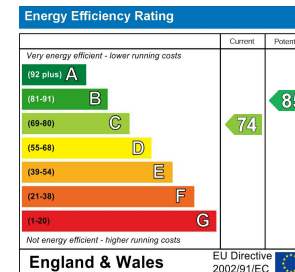 Energy Efficiency Rating
Current
Very energy efficient - lower running costs
(92 plus) A
(81-91) B
(69-80) C
74
(55-68) D
(39-54) E
(21-38) F
(1-20) G
Not energy efficient - higher running costs
England & Wales
EU Directive
2002/91/EC